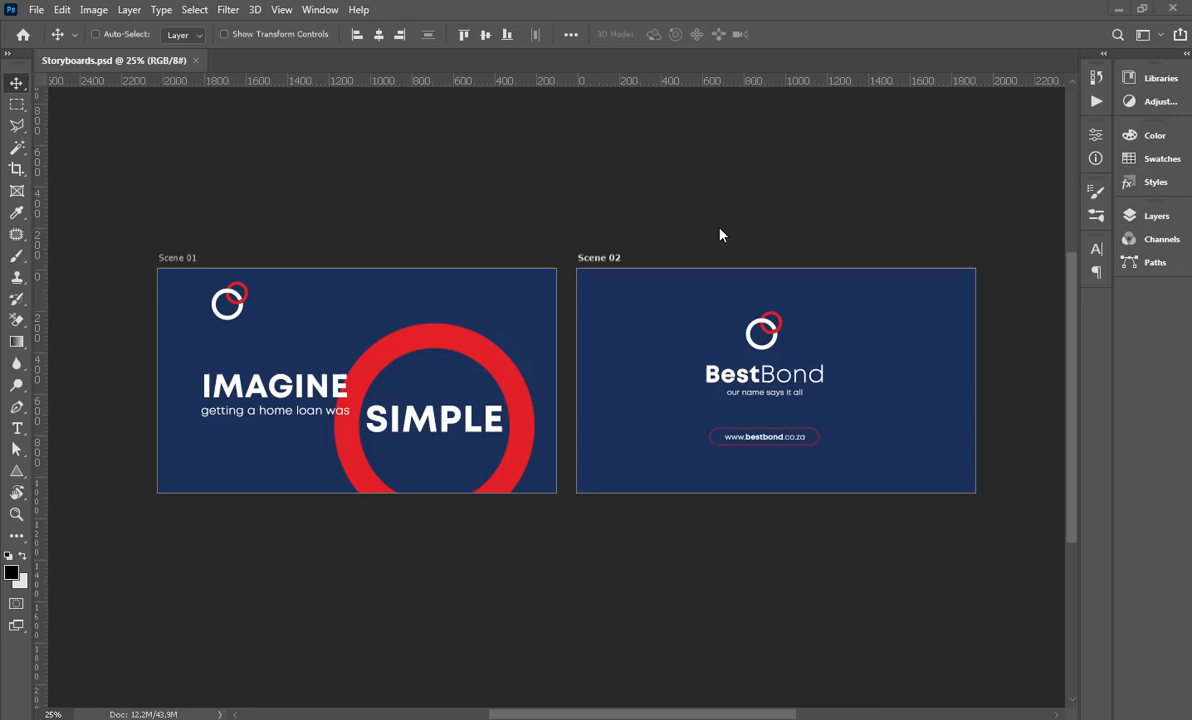 Ps File Edit Image Layer Type Select Filter 3D View Window Help
Auto-Select: Layer Show Transform Controls 3D Mode:
Storyboards.psd @ 25% (RGB/8#) ×
2400 2200 2000 1800 1600 1400 1200 1000 800 600 400 200 0 200 400 600 800 1000 1200 1400 1600 1800 2000 2200
Libraries
Adjust...
Color
Swatches
Styles
Layers
Channels
Paths
Scene 01
IMAGINE
getting a home loan was
SIMPLE
Scene 02
BestBond
our name says it all
www.bestbond.co.za
25% Doc: 12,2M/43,9M